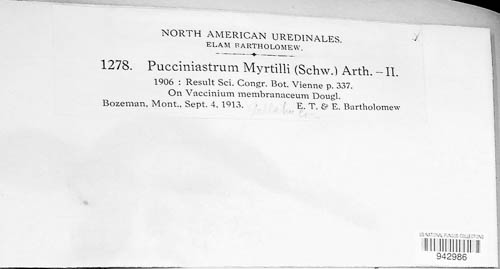 NORTH AMERICAN UREDINALES.
ELAM BARTHOLOMEW.
1278. Pucciniastrum Myrtilli (Schw.) Arth. – II.
1906 : Result Sci. Congr. Bot. Vienne p. 337.
On Vaccinium membranaceum Dougl.
Bozeman, Mont., Sept. 4, 1913. E. T. & E. Bartholomew
US NATIONAL FUNGUS COLLECTIONS
942986